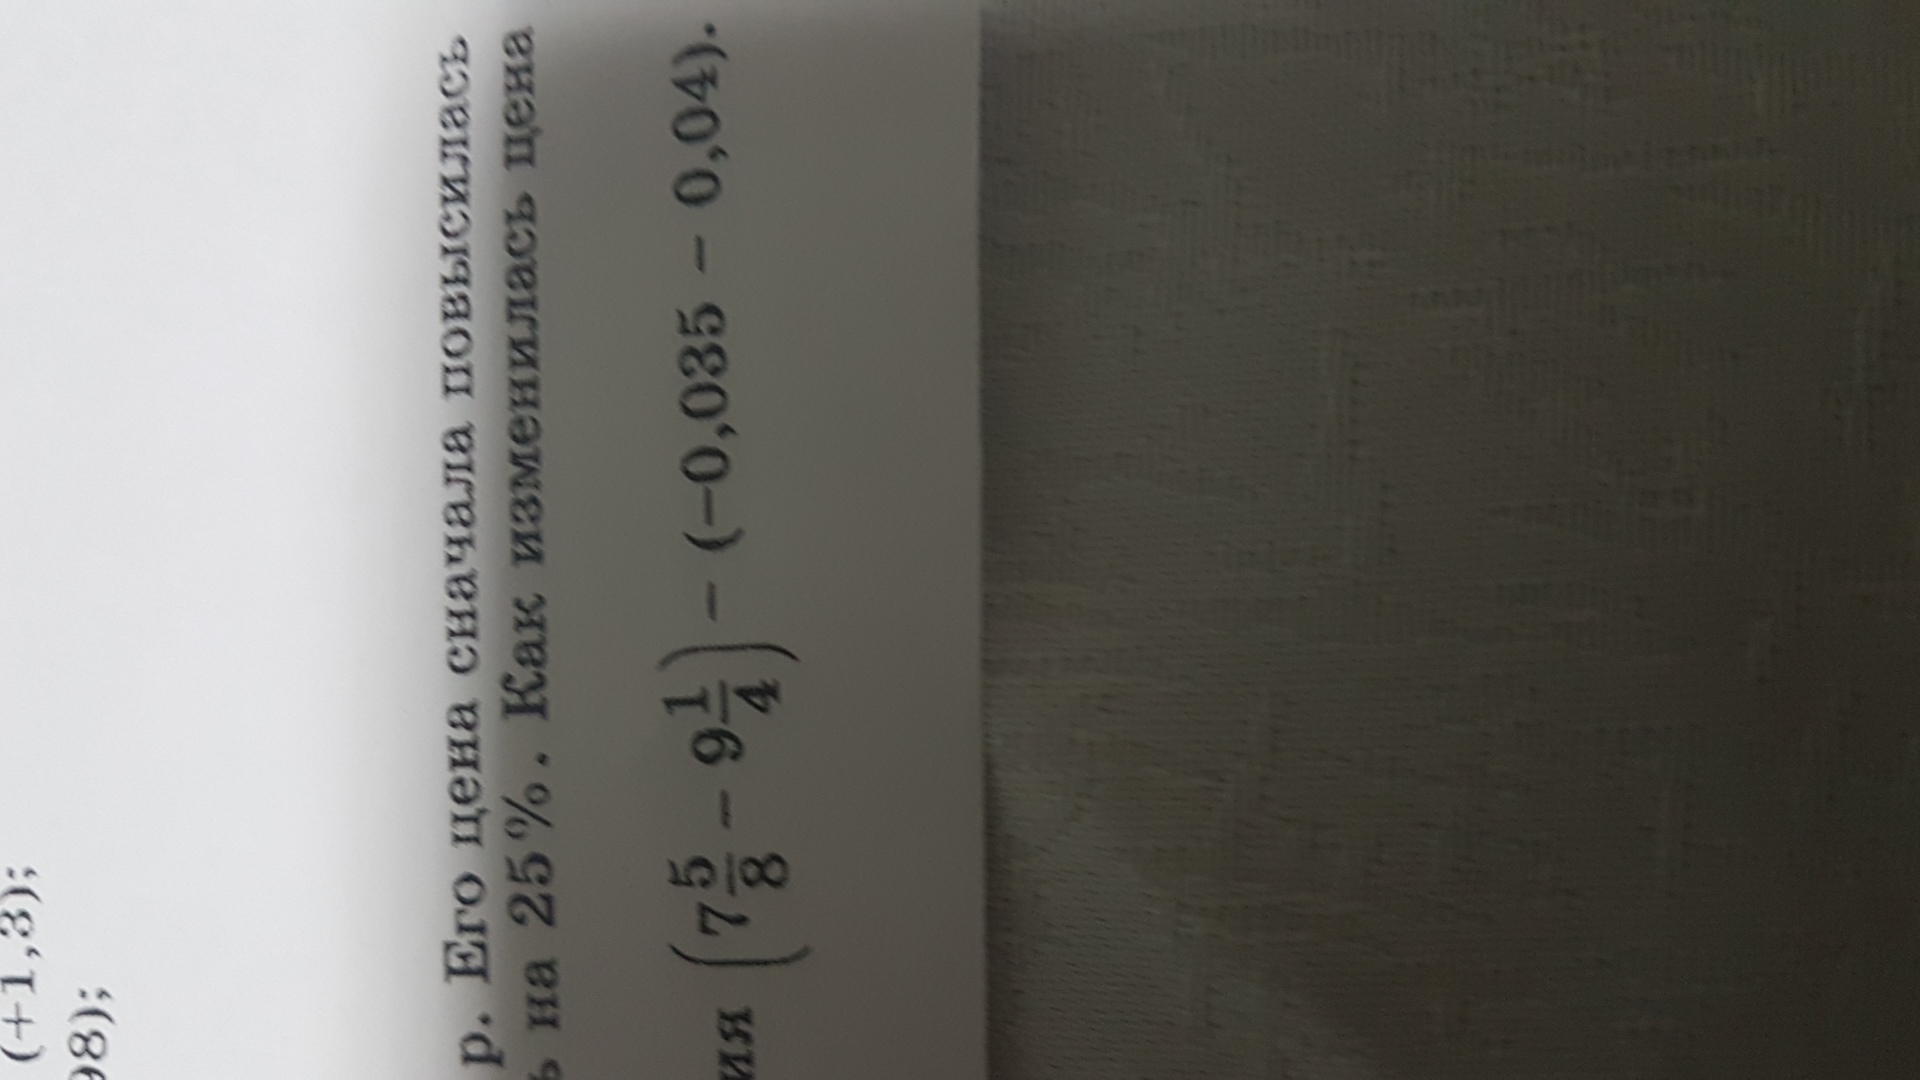 (+1,3);
98);
р. Его цена сначала повысилась
ь на 25%. Как изменилась цена
ния (7 5/8 − 9 1/4) − (−0,035 − 0,04).